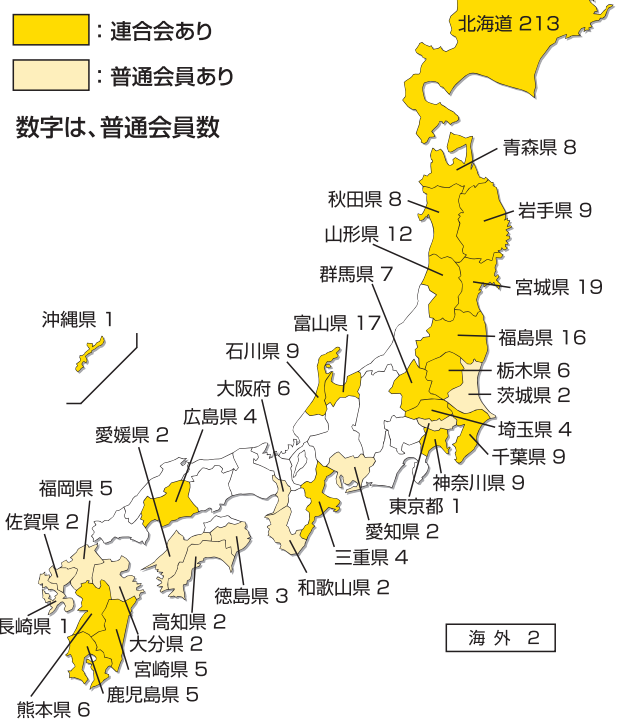 ：連合会あり
：普通会員あり
数字は、普通会員数
北海道 213
青森県 8
秋田県 8
岩手県 9
山形県 12
群馬県 7
宮城県 19
富山県 17
沖縄県 1
福島県 16
石川県 9
栃木県 6
大阪府 6
茨城県 2
広島県 4
埼玉県 4
愛媛県 2
千葉県 9
神奈川県 9
福岡県 5
東京都 1
佐賀県 2
愛知県 2
三重県 4
和歌山県 2
徳島県 3
長崎県 1
高知県 2
大分県 2
海外 2
宮崎県 5
鹿児島県 5
熊本県 6